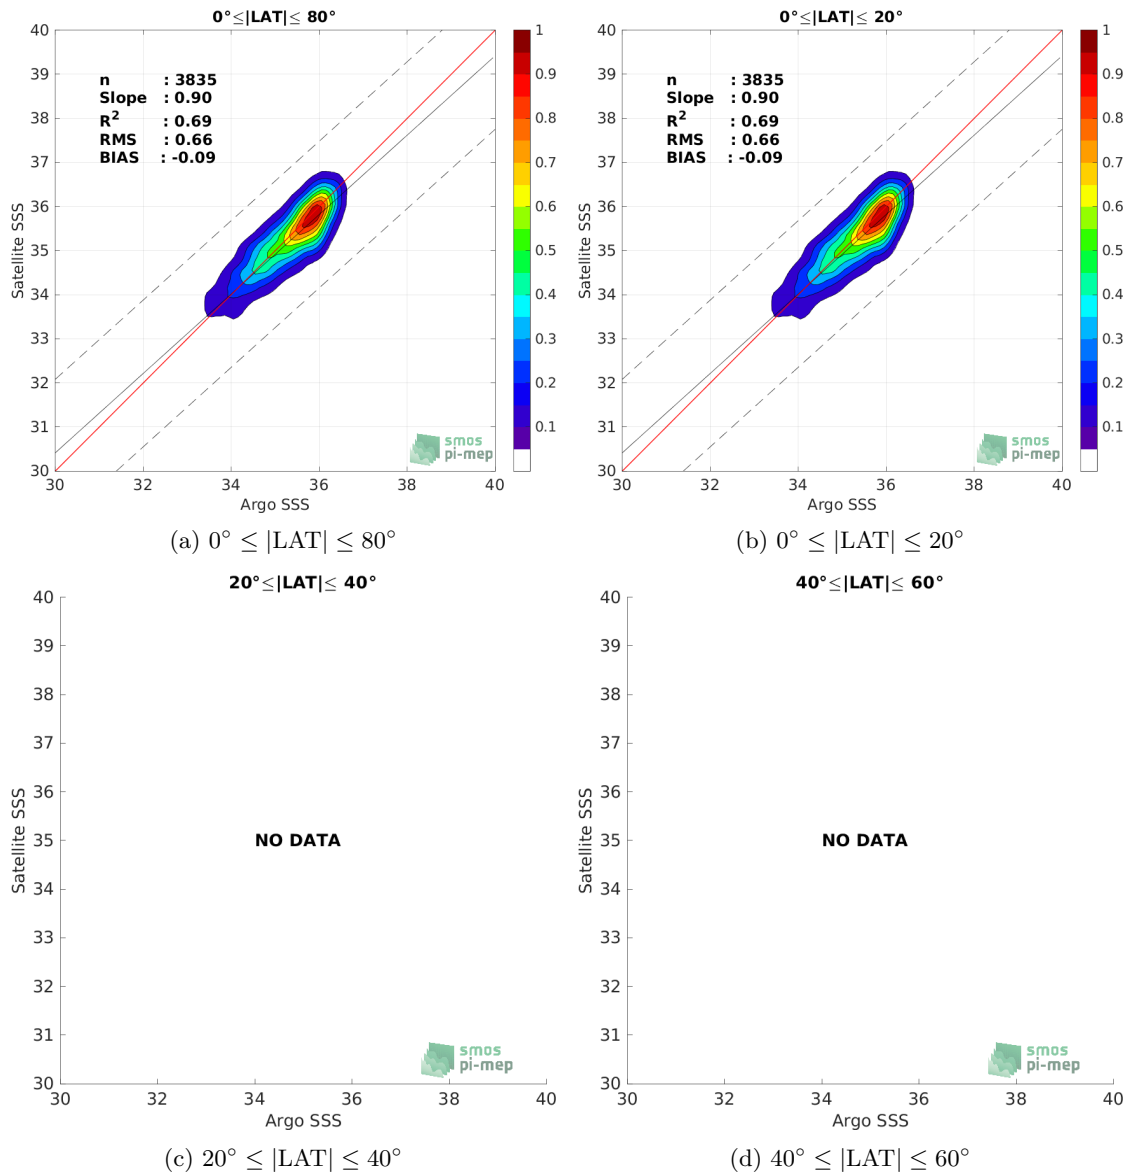 0°≤|LAT|≤ 80°
40
39
38
37
36
35
34
33
32
31
30
Satellite SSS
n : 3835
Slope : 0.90
R² : 0.69
RMS : 0.66
BIAS : -0.09
1
0.9
0.8
0.7
0.6
0.5
0.4
0.3
0.2
0.1
smos
pi-mep
30 32 34 36 38 40
Argo SSS
(a) 0° ≤ |LAT| ≤ 80°
0°≤|LAT|≤ 20°
40
39
38
37
36
35
34
33
32
31
30
Satellite SSS
n : 3835
Slope : 0.90
R² : 0.69
RMS : 0.66
BIAS : -0.09
1
0.9
0.8
0.7
0.6
0.5
0.4
0.3
0.2
0.1
smos
pi-mep
30 32 34 36 38 40
Argo SSS
(b) 0° ≤ |LAT| ≤ 20°
20°≤|LAT|≤ 40°
40
39
38
37
36
35
34
33
32
31
30
Satellite SSS
NO DATA
smos
pi-mep
30 32 34 36 38 40
Argo SSS
(c) 20° ≤ |LAT| ≤ 40°
40°≤|LAT|≤ 60°
40
39
38
37
36
35
34
33
32
31
30
Satellite SSS
NO DATA
smos
pi-mep
30 32 34 36 38 40
Argo SSS
(d) 40° ≤ |LAT| ≤ 60°